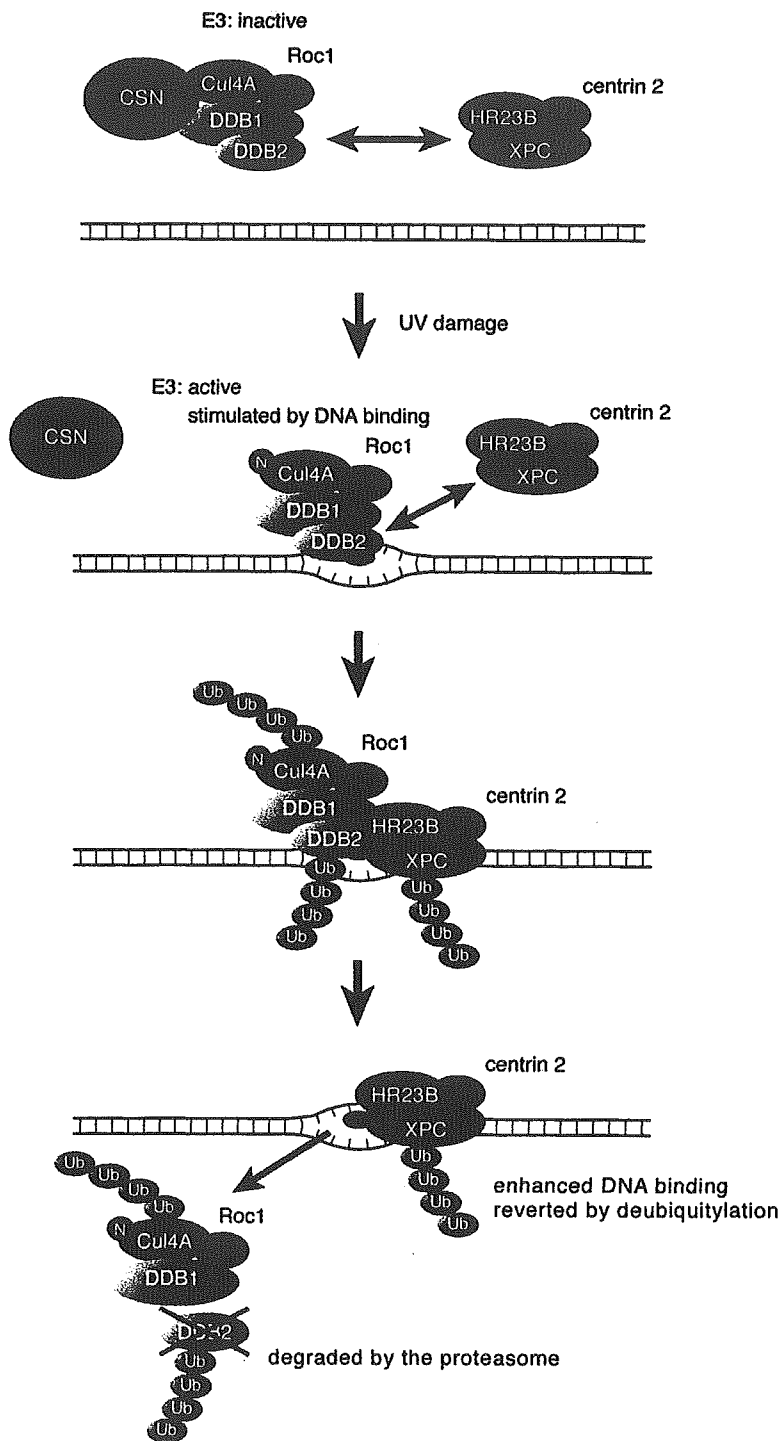 E3: inactive
Roc1
Cul4A
CSN
DDB1
DDB2
centrin 2
HR23B
XPC
UV damage
E3: active
stimulated by DNA binding
CSN
Roc1
N
Cul4A
DDB1
DDB2
centrin 2
HR23B
XPC
Ub
Ub
Ub
Ub
Roc1
N
Cul4A
DDB1
DDB2
centrin 2
HR23B
XPC
Ub
Ub
Ub
Ub
Ub
Ub
Ub
Ub
centrin 2
HR23B
XPC
Ub
Ub
Ub
Ub
enhanced DNA binding
reverted by deubiquitylation
Ub
Ub
Ub
Ub
Roc1
N
Cul4A
DDB1
DDB2
degraded by the proteasome
Ub
Ub
Ub
Ub